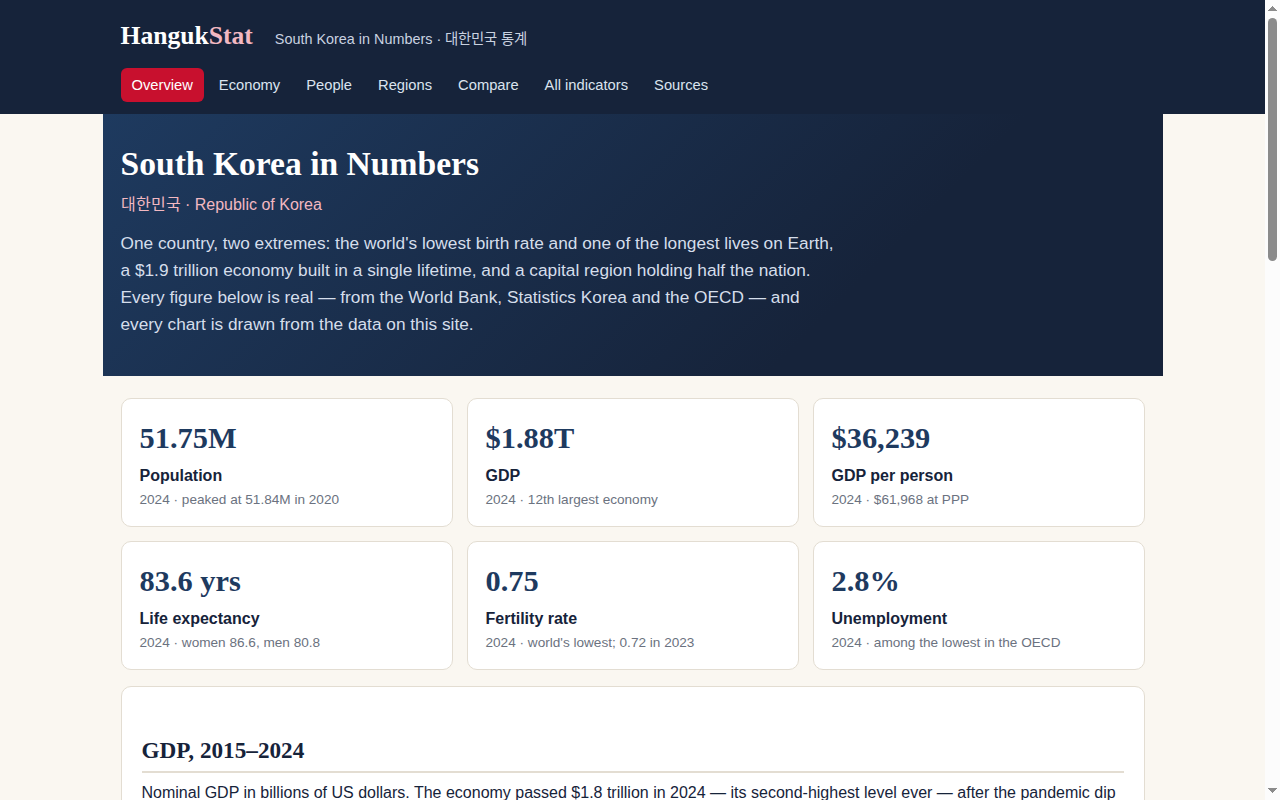 HangukStat
South Korea in Numbers · 대한민국 통계
Overview
Economy
People
Regions
Compare
All indicators
Sources
South Korea in Numbers
대한민국 · Republic of Korea
One country, two extremes: the world's lowest birth rate and one of the longest lives on Earth,
a $1.9 trillion economy built in a single lifetime, and a capital region holding half the nation.
Every figure below is real — from the World Bank, Statistics Korea and the OECD — and
every chart is drawn from the data on this site.
51.75M
Population
2024 · peaked at 51.84M in 2020
$1.88T
GDP
2024 · 12th largest economy
$36,239
GDP per person
2024 · $61,968 at PPP
83.6 yrs
Life expectancy
2024 · women 86.6, men 80.8
0.75
Fertility rate
2024 · world's lowest; 0.72 in 2023
2.8%
Unemployment
2024 · among the lowest in the OECD
GDP, 2015–2024
Nominal GDP in billions of US dollars. The economy passed $1.8 trillion in 2024 — its second-highest level ever — after the pandemic dip